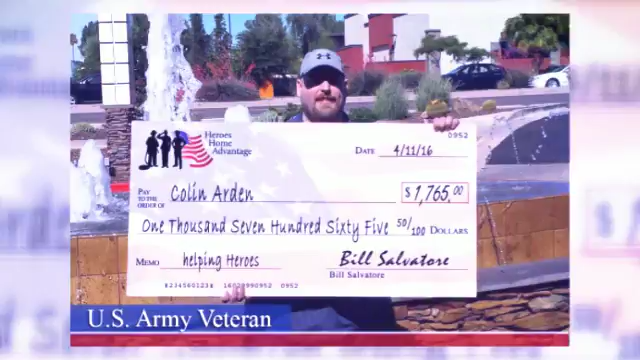 Heroes
Home
Advantage
0952
DATE 4/11/16
PAY
TO THE
ORDER OF
Colin Arden
$1,765.00
One Thousand Seven Hundred Sixty Five 50/100 DOLLARS
MEMO helping Heroes
Bill Salvatore
Bill Salvatore
0952
U.S. Army Veteran